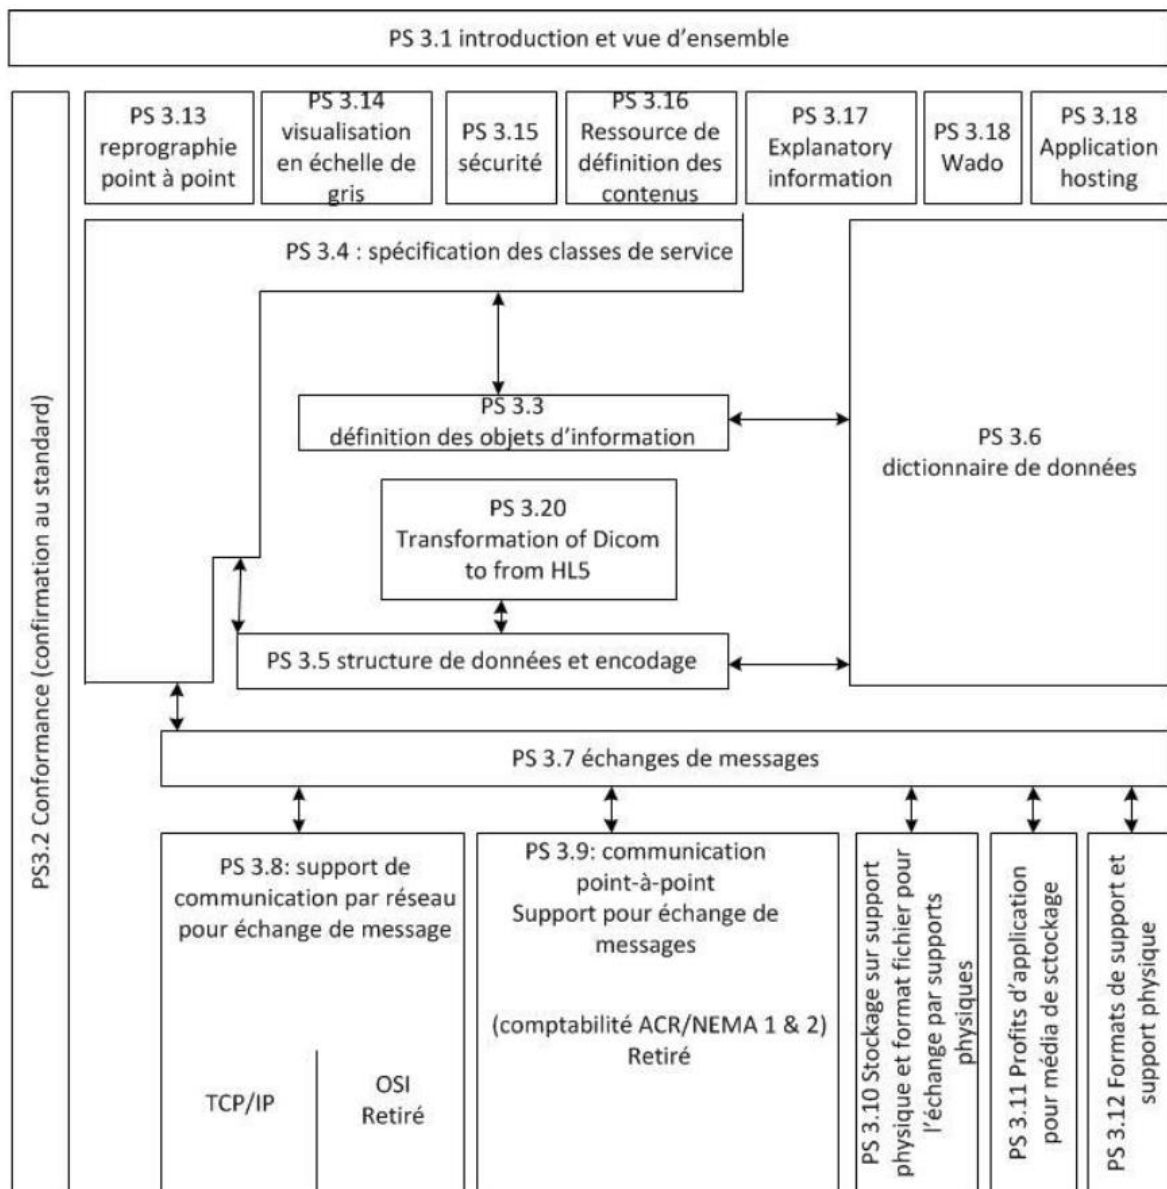 PS 3.1 introduction et vue d'ensemble
PS3.2 Conformance (confirmation au standard)
PS 3.13
reprographie
point à point
PS 3.14
visualisation
en échelle de
gris
PS 3.15
sécurité
PS 3.16
Ressource de
définition des
contenus
PS 3.17
Explanatory
information
PS 3.18
Wado
PS 3.18
Application
hosting
PS 3.4 : spécification des classes de service
PS 3.3
définition des objets d'information
PS 3.6
dictionnaire de données
PS 3.20
Transformation of Dicom
to from HL5
PS 3.5 structure de données et encodage
PS 3.7 échanges de messages
PS 3.8: support de
communication par réseau
pour échange de message
TCP/IP
OSI
Retiré
PS 3.9: communication
point-à-point
Support pour échange de
messages
(comptabilité ACR/NEMA 1 & 2)
Retiré
PS 3.10 Stockage sur support
physique et format fichier pour
l'échange par supports
physiques
PS 3.11 Profits d'application
pour média de sctockage
PS 3.12 Formats de support et
support physique